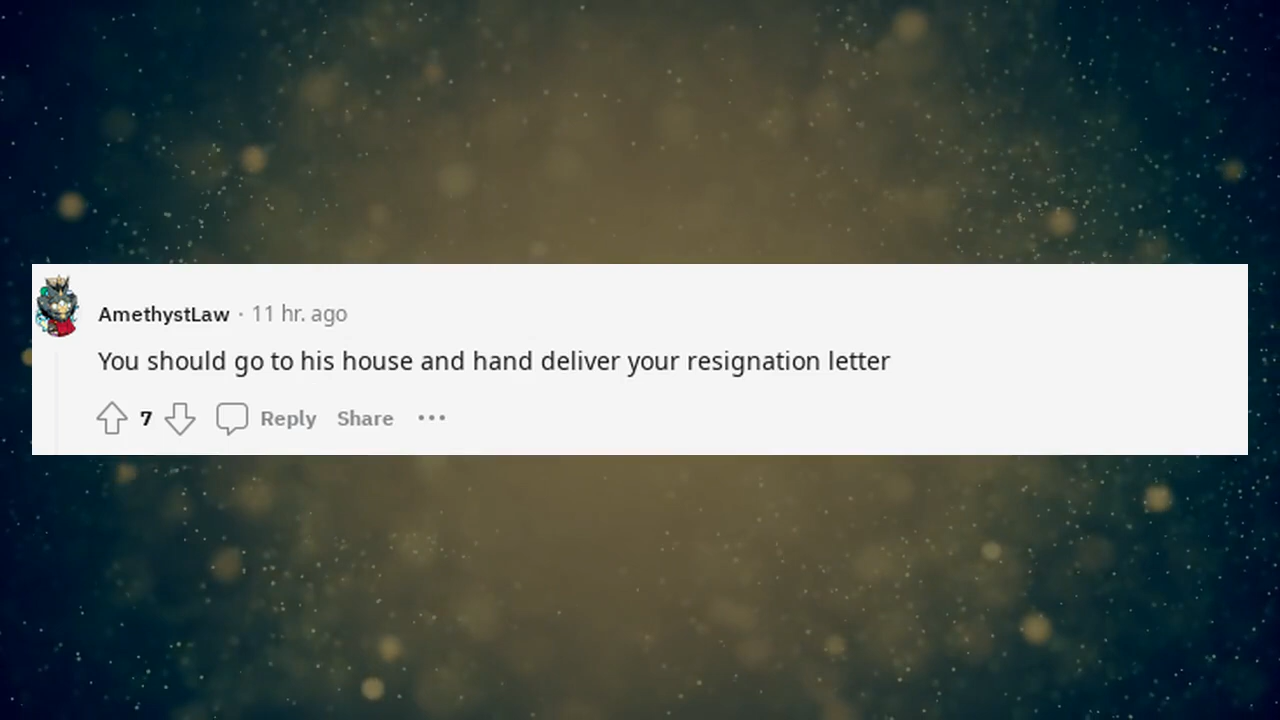 AmethystLaw · 11 hr. ago
You should go to his house and hand deliver your resignation letter
7 Reply Share ···